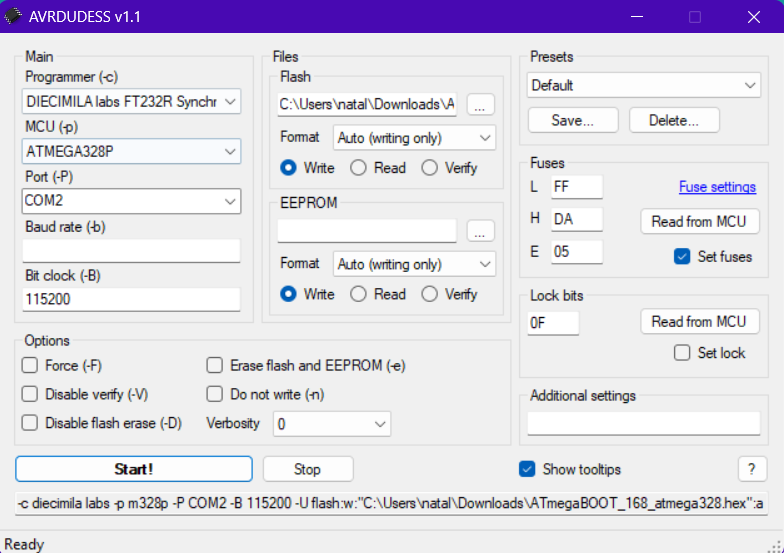 AVRDUDESS v1.1
Main
Programmer (-c)
DIECIMILA labs FT232R Synchr
MCU (-p)
ATMEGA328P
Port (-P)
COM2
Baud rate (-b)
Bit clock (-B)
115200
Files
Flash
C:\Users\natal\Downloads\A
...
Format
Auto (writing only)
Write
Read
Verify
EEPROM
...
Format
Auto (writing only)
Write
Read
Verify
Presets
Default
Save...
Delete...
Fuses
L
FF
Fuse settings
H
DA
Read from MCU
E
05
Set fuses
Lock bits
0F
Read from MCU
Set lock
Options
Force (-F)
Erase flash and EEPROM (-e)
Disable verify (-V)
Do not write (-n)
Disable flash erase (-D)
Verbosity
0
Additional settings
Start!
Stop
Show tooltips
?
-c diecimila labs -p m328p -P COM2 -B 115200 -U flash:w:"C:\Users\natal\Downloads\ATmegaBOOT_168_atmega328.hex":a
Ready